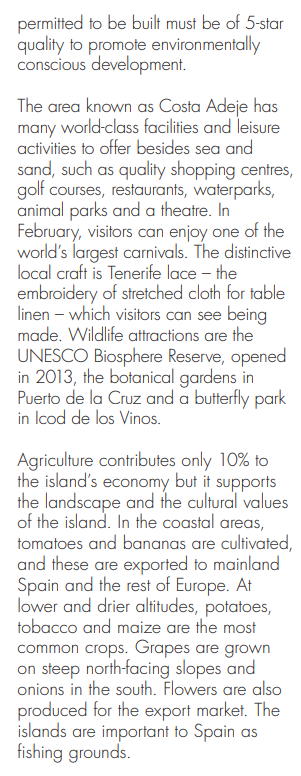 permitted to be built must be of 5-star
quality to promote environmentally
conscious development.
The area known as Costa Adeje has
many world-class facilities and leisure
activities to offer besides sea and
sand, such as quality shopping centres,
golf courses, restaurants, waterparks,
animal parks and a theatre. In
February, visitors can enjoy one of the
world's largest carnivals. The distinctive
local craft is Tenerife lace – the
embroidery of stretched cloth for table
linen – which visitors can see being
made. Wildlife attractions are the
UNESCO Biosphere Reserve, opened
in 2013, the botanical gardens in
Puerto de la Cruz and a butterfly park
in Icod de los Vinos.
Agriculture contributes only 10% to
the island's economy but it supports
the landscape and the cultural values
of the island. In the coastal areas,
tomatoes and bananas are cultivated,
and these are exported to mainland
Spain and the rest of Europe. At
lower and drier altitudes, potatoes,
tobacco and maize are the most
common crops. Grapes are grown
on steep north-facing slopes and
onions in the south. Flowers are also
produced for the export market. The
islands are important to Spain as
fishing grounds.